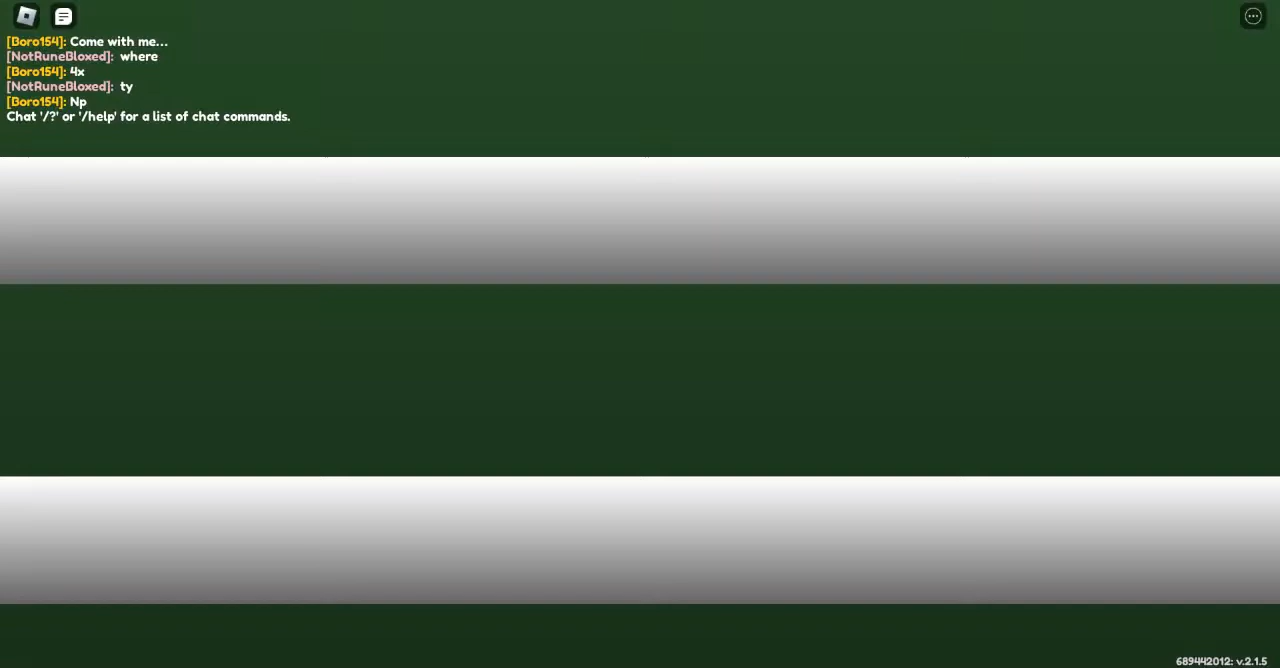 [Boro154]: Come with me...
[NotRuneBloxed]: where
[Boro154]: 4x
[NotRuneBloxed]: ty
[Boro154]: Np
Chat '/?' or '/help' for a list of chat commands.
689442012: v.2.1.5